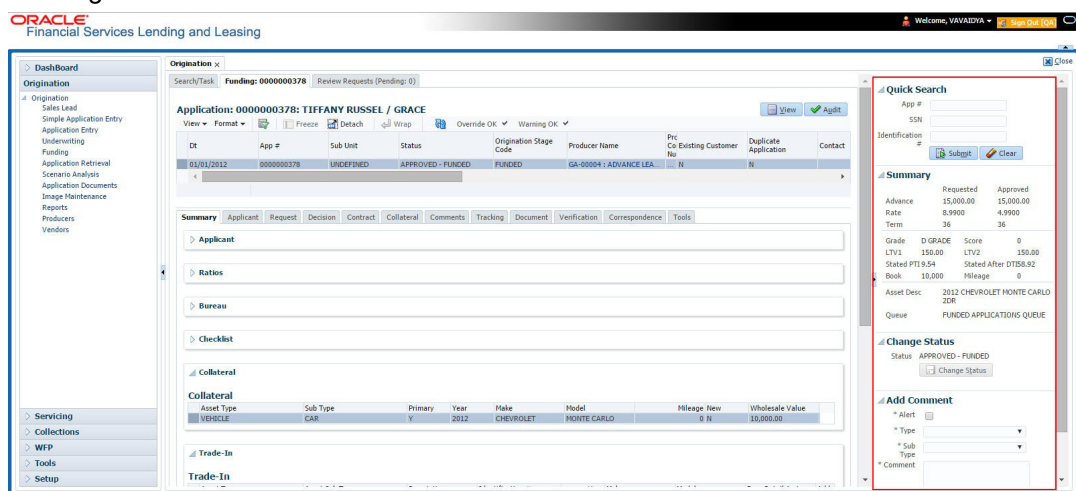 ORACLE
Financial Services Lending and Leasing
Welcome, VAVAIDYA
Sign Out [QA]
Close
DashBoard
Origination
Origination
Sales Lead
Simple Application Entry
Application Entry
Underwriting
Funding
Application Retrieval
Scenario Analysis
Application Documents
Image Maintenance
Reports
Producers
Vendors
Servicing
Collections
WFP
Tools
Setup
Origination x
Search/Task Funding: 0000000378 Review Requests (Pending: 0)
Application: 0000000378: TIFFANY RUSSEL / GRACE
View Audit
View Format Freeze Detach Wrap Override OK Warning OK
Dt App # Sub Unit Status Origination Stage Code Producer Name Prc Co Nu Existing Customer Duplicate Application Contact
01/01/2012 0000000378 UNDEFINED APPROVED - FUNDED FUNDED GA-00004 : ADVANCE LEA... ... N N
Summary Applicant Request Decision Contract Collateral Comments Tracking Document Verification Correspondence Tools
Applicant
Ratios
Bureau
Checklist
Collateral
Collateral
Asset Type Sub Type Primary Year Make Model Mileage New Wholesale Value
VEHICLE CAR Y 2012 CHEVROLET MONTE CARLO 0 N 10,000.00
Trade-In
Trade-In
Quick Search
App #
SSN
Identification #
Submit Clear
Summary
Requested Approved
Advance 15,000.00 15,000.00
Rate 8.9900 4.9900
Term 36 36
Grade D GRADE Score 0
LTV1 150.00 LTV2 150.00
Stated PTI 9.54 Stated After DTI 58.92
Book 10,000 Mileage 0
Asset Desc 2012 CHEVROLET MONTE CARLO
2DR
Queue FUNDED APPLICATIONS QUEUE
Change Status
Status APPROVED - FUNDED
Change Status
Add Comment
* Alert
* Type
* Sub Type
* Comment